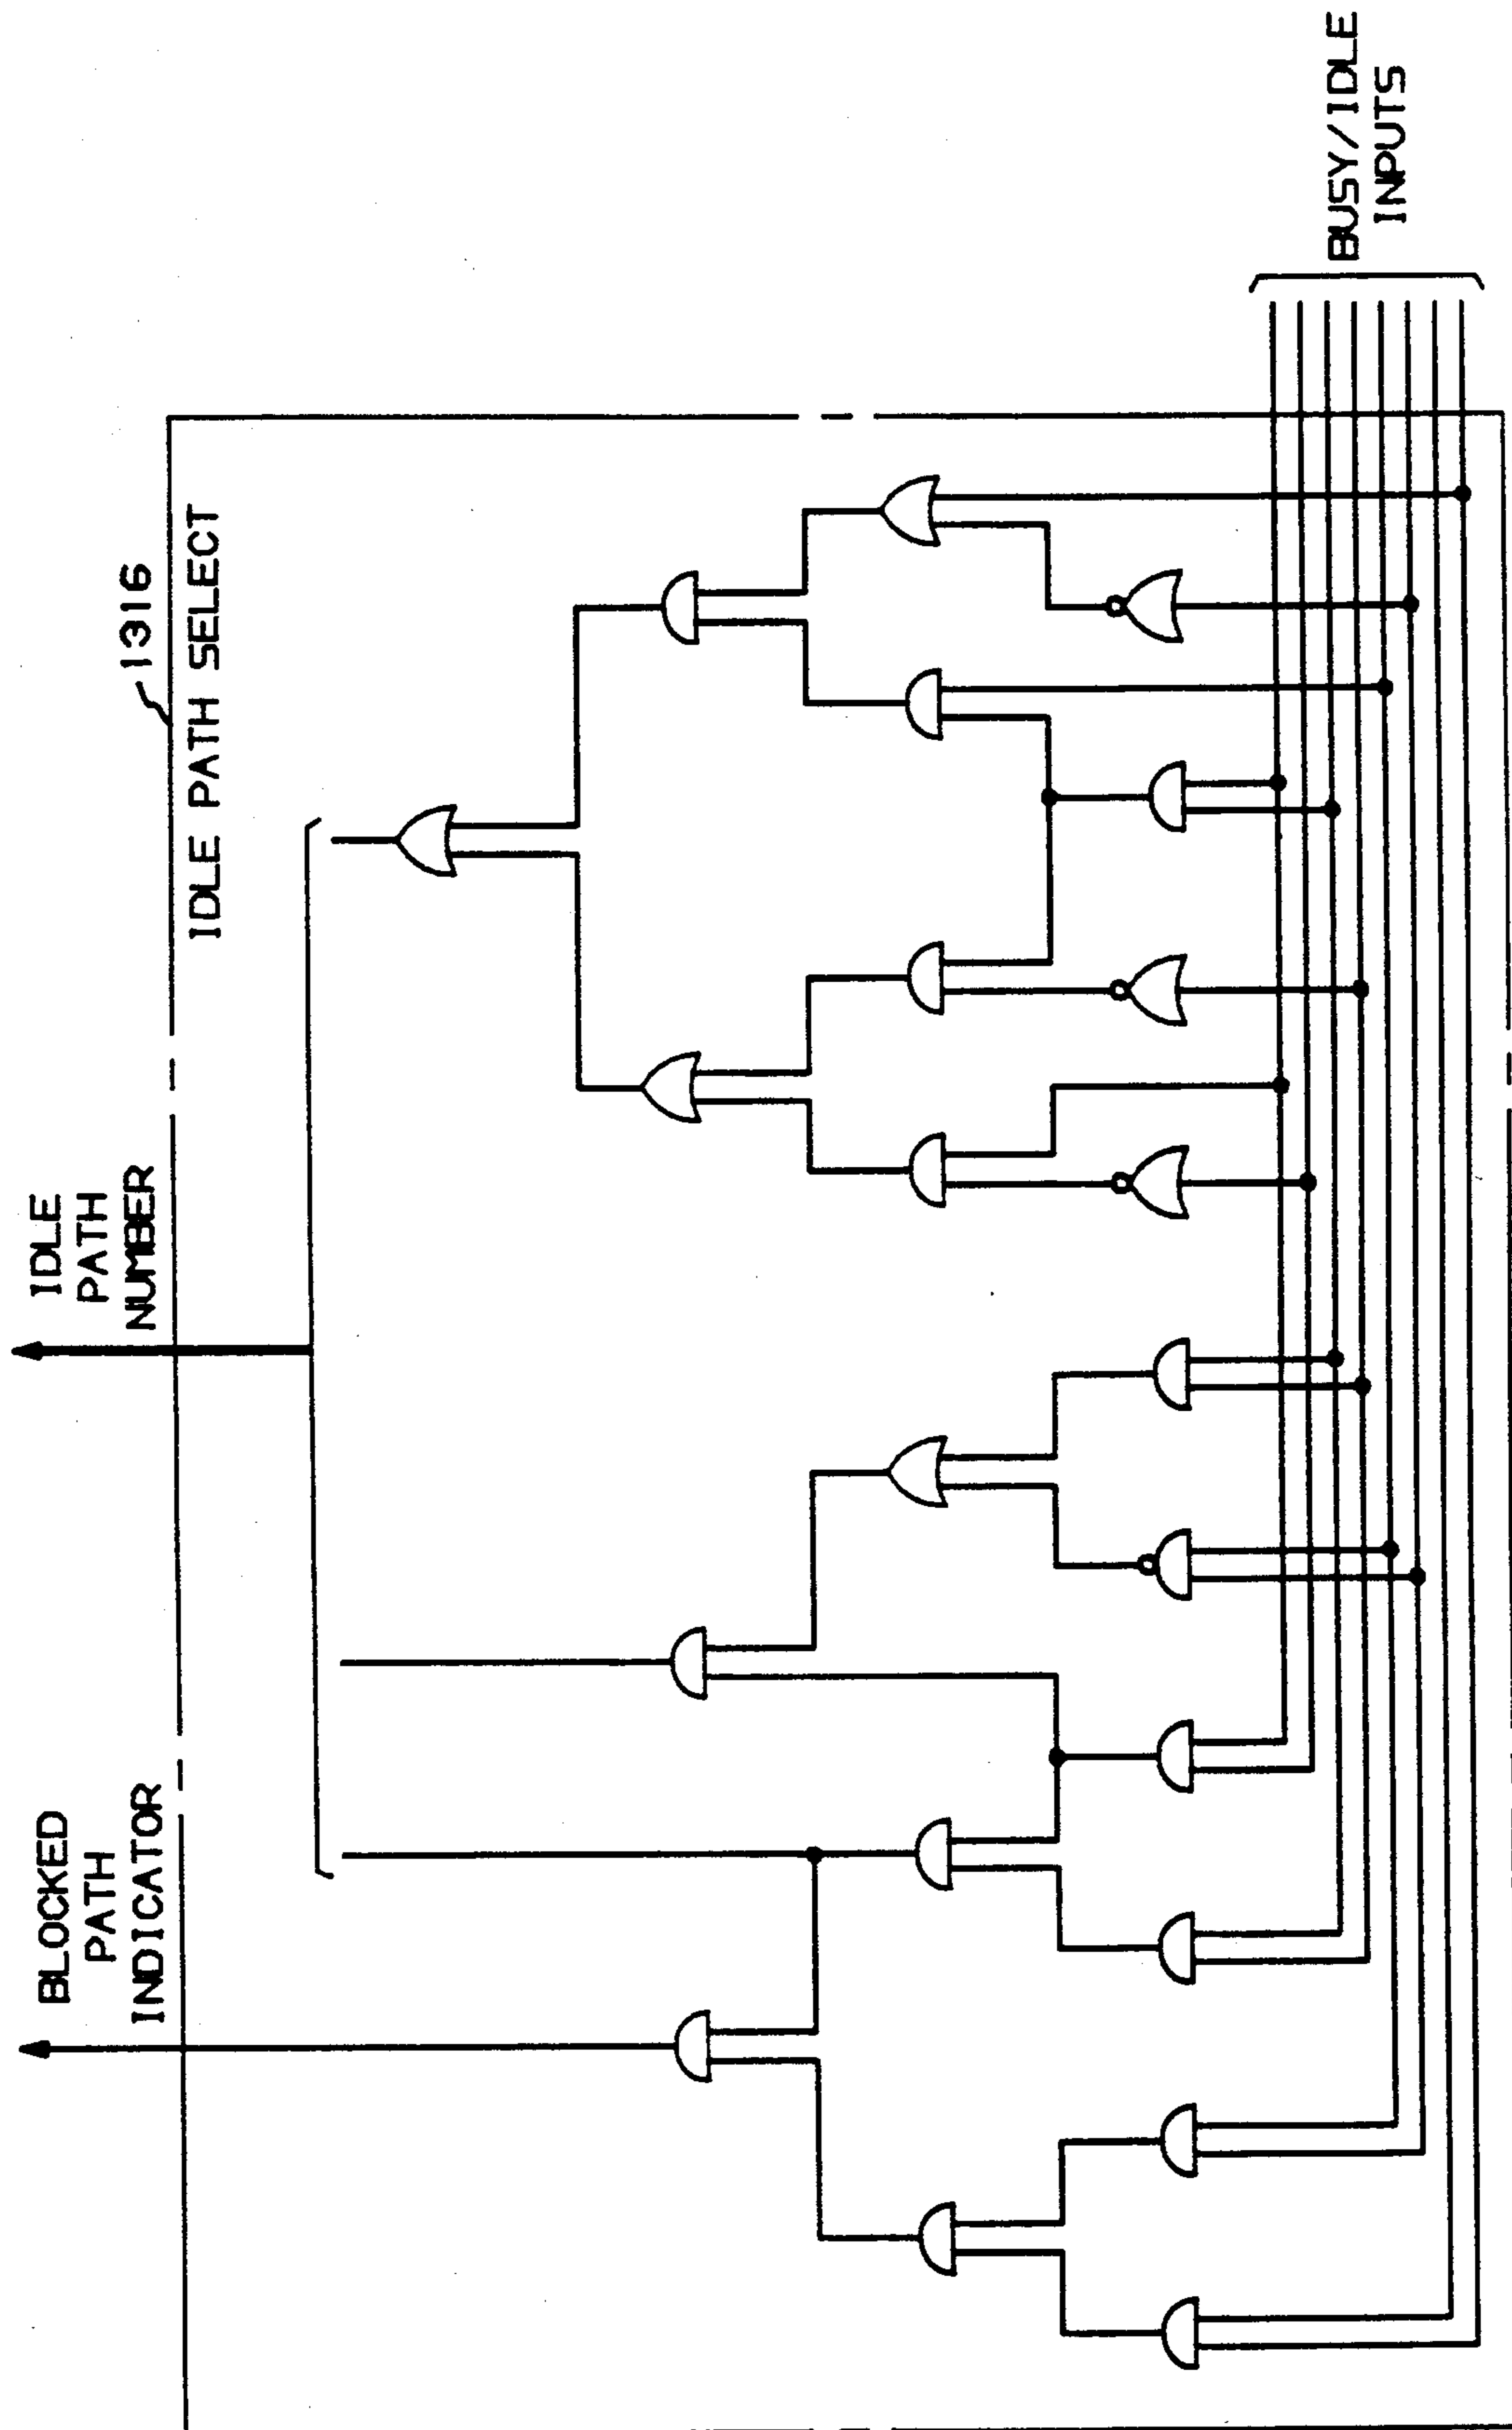 BLOCKED
PATH
INDICATOR
IDLE
PATH
NUMBER
1316
IDLE PATH SELECT
BUSY/IDLE
INPUTS